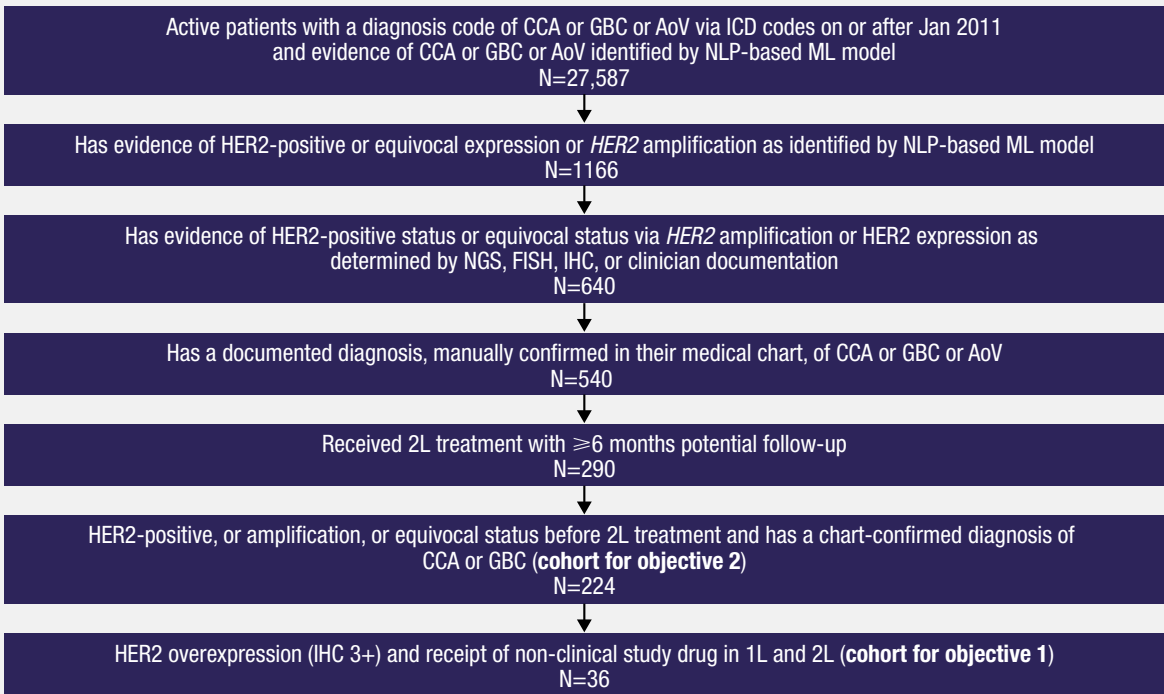 Active patients with a diagnosis code of CCA or GBC or AoV via ICD codes on or after Jan 2011
and evidence of CCA or GBC or AoV identified by NLP-based ML model
N=27,587
Has evidence of HER2-positive or equivocal expression or HER2 amplification as identified by NLP-based ML model
N=1166
Has evidence of HER2-positive status or equivocal status via HER2 amplification or HER2 expression as
determined by NGS, FISH, IHC, or clinician documentation
N=640
Has a documented diagnosis, manually confirmed in their medical chart, of CCA or GBC or AoV
N=540
Received 2L treatment with ⩾6 months potential follow-up
N=290
HER2-positive, or amplification, or equivocal status before 2L treatment and has a chart-confirmed diagnosis of
CCA or GBC (cohort for objective 2)
N=224
HER2 overexpression (IHC 3+) and receipt of non-clinical study drug in 1L and 2L (cohort for objective 1)
N=36